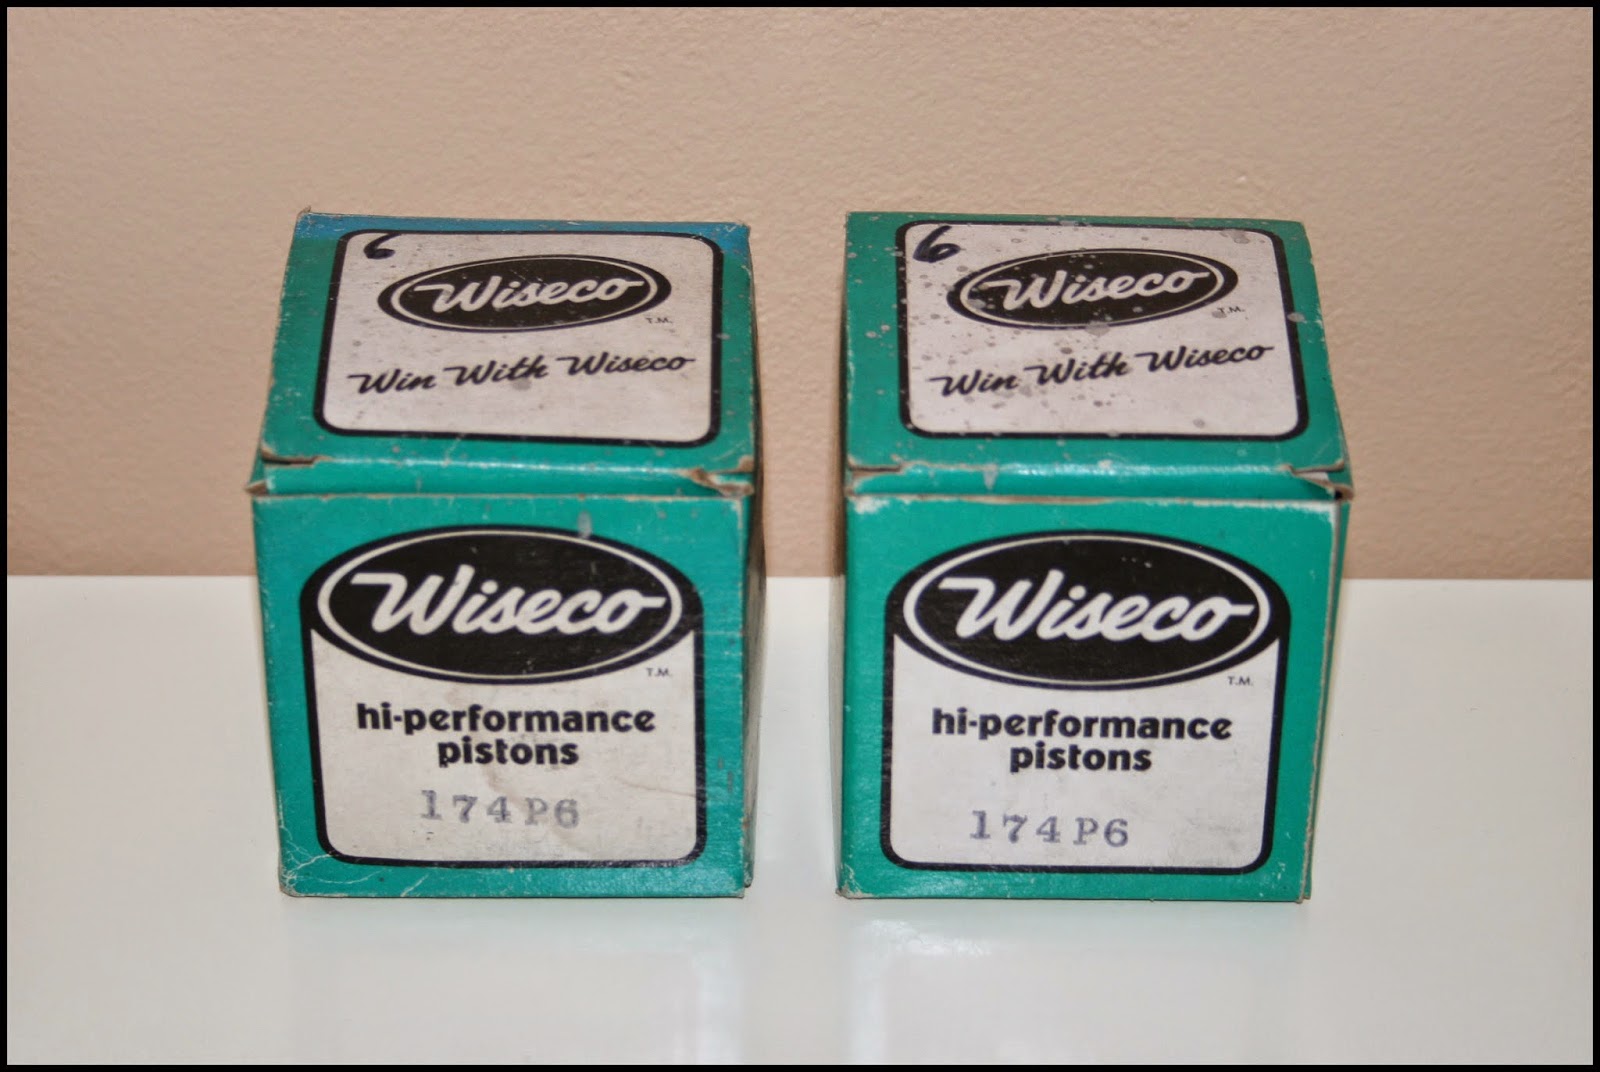 6
Wiseco
T.M.
Win With Wiseco
Wiseco
T.M.
hi-performance
pistons
174P6
6
Wiseco
T.M.
Win With Wiseco
Wiseco
T.M.
hi-performance
pistons
174P6